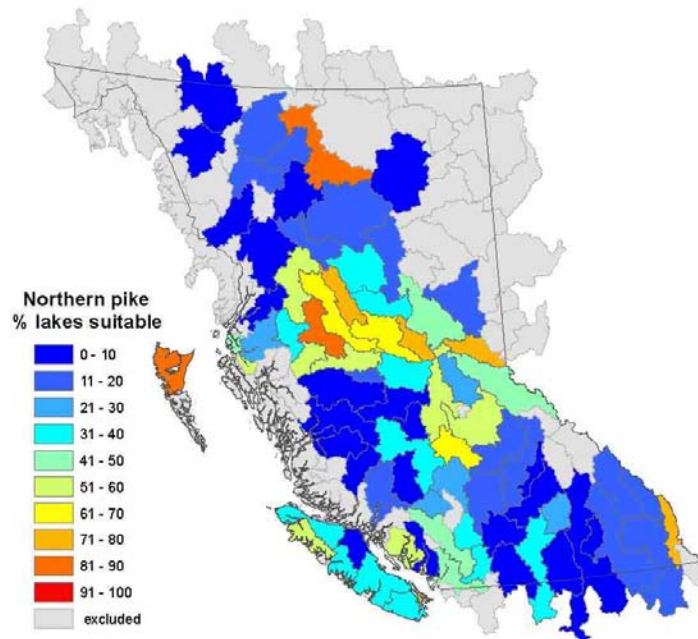 Northern pike
% lakes suitable
0 - 10
11 - 20
21 - 30
31 - 40
41 - 50
51 - 60
61 - 70
71 - 80
81 - 90
91 - 100
excluded